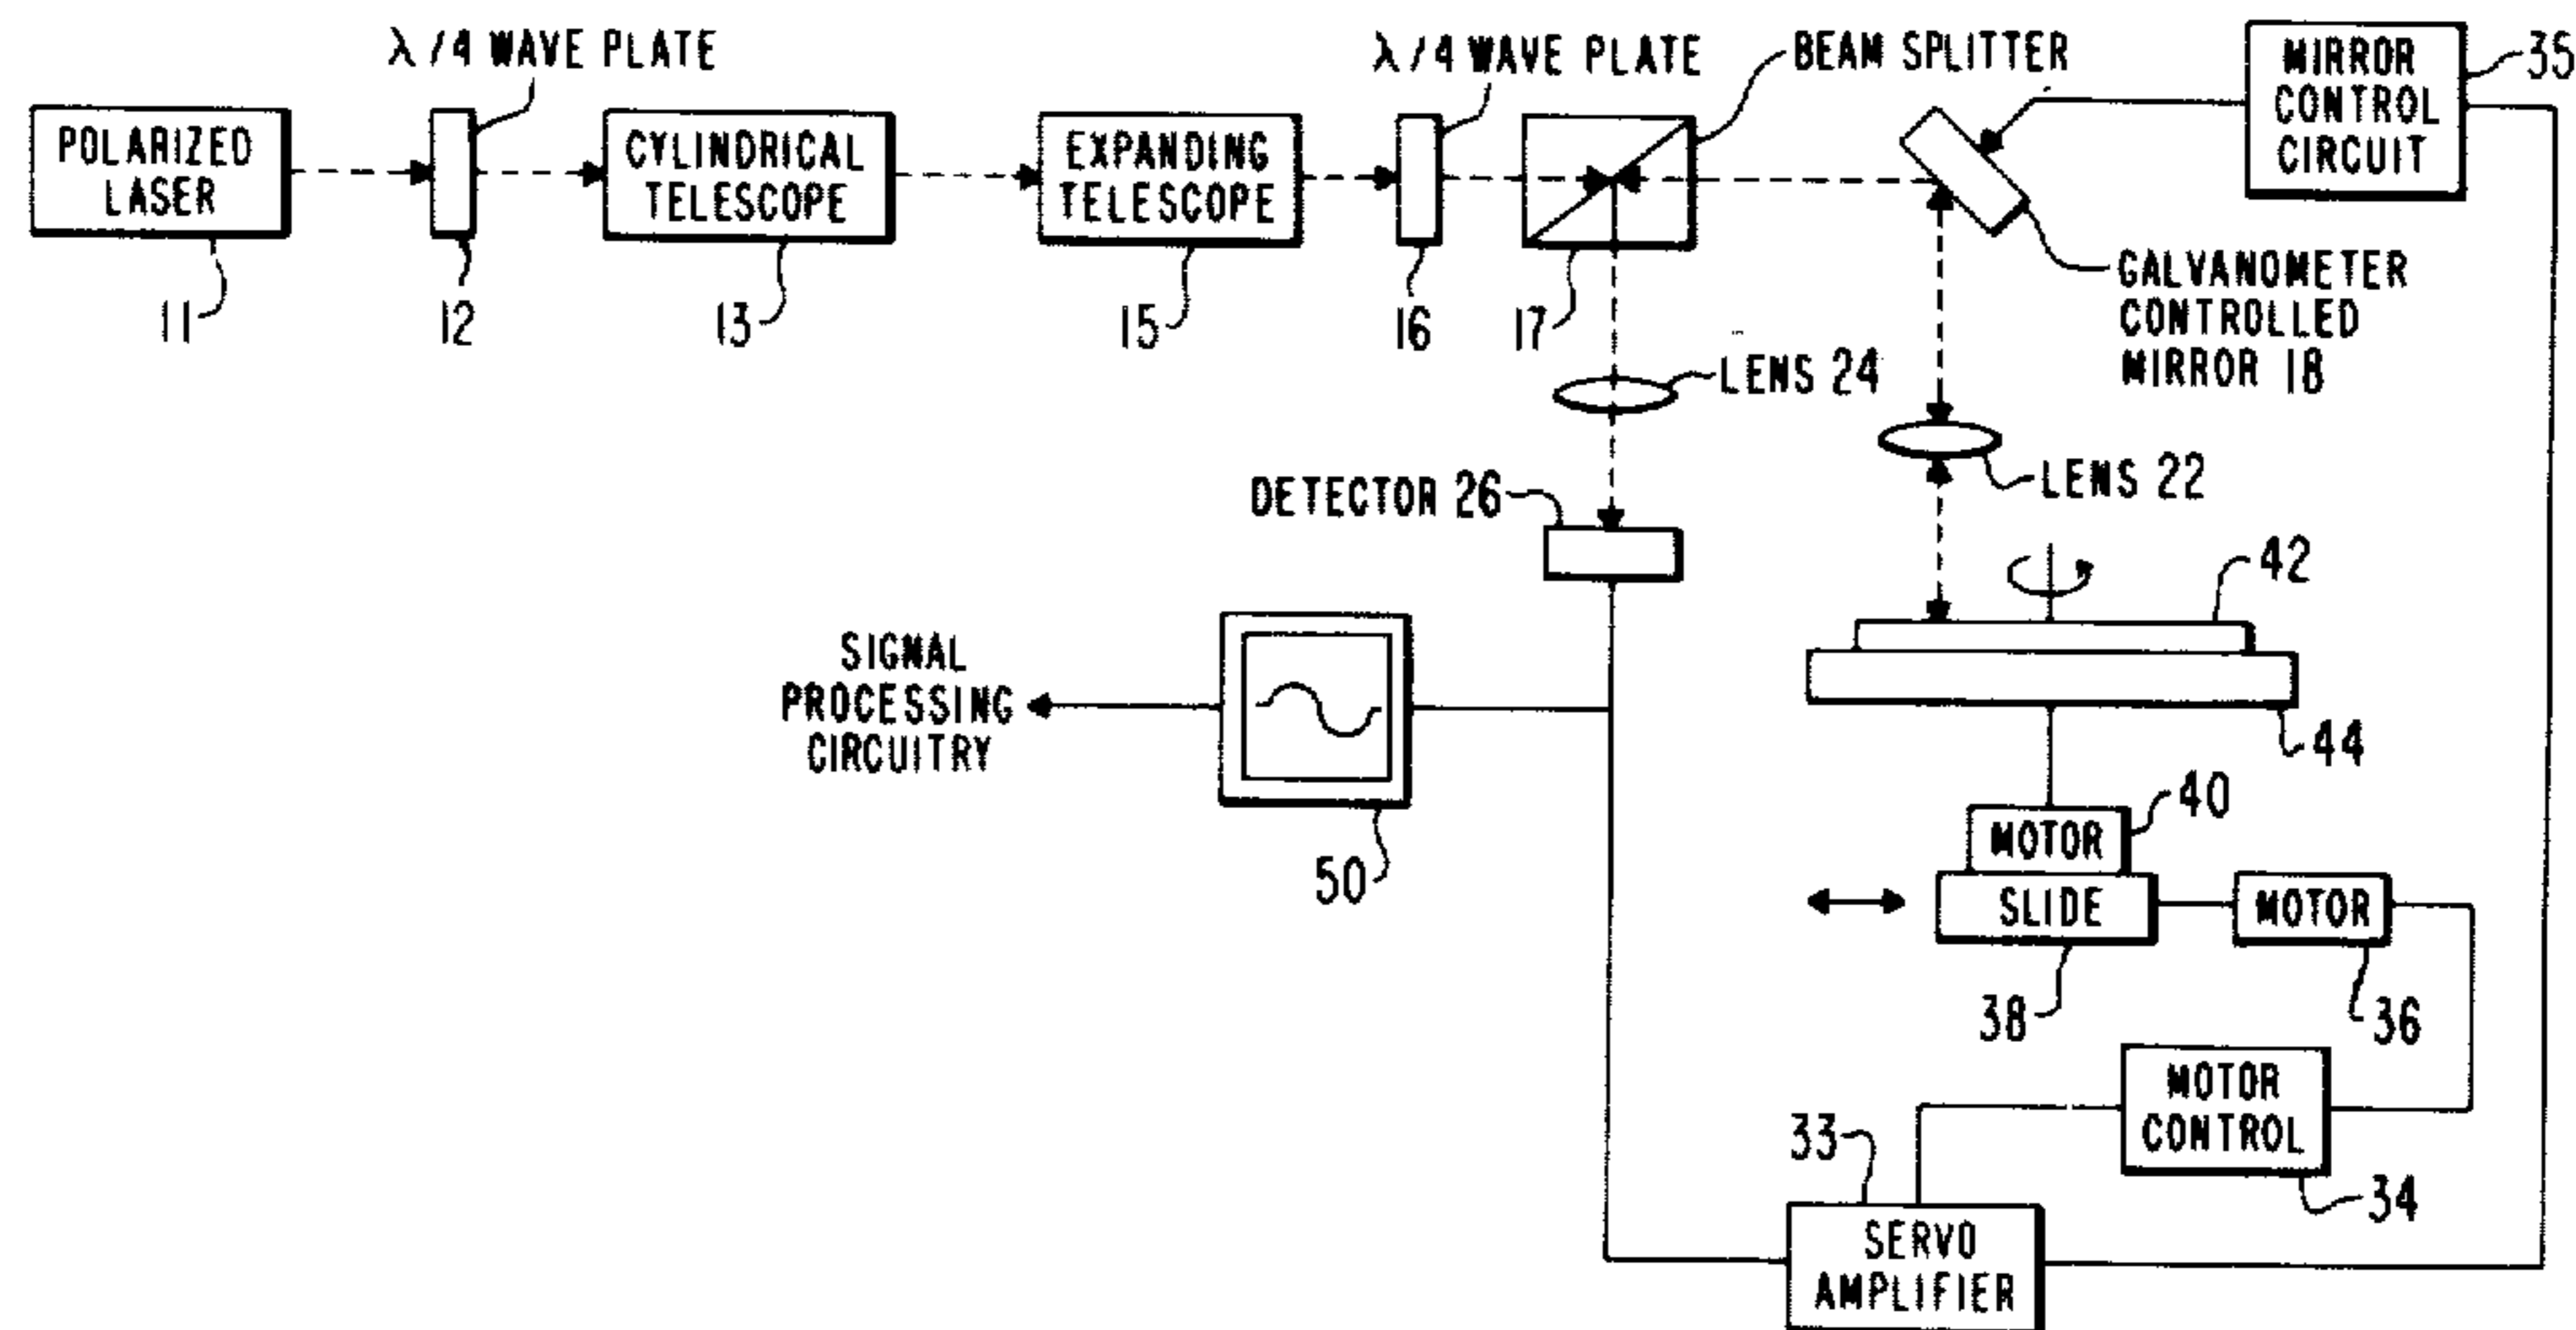 λ/4 WAVE PLATE
λ/4 WAVE PLATE
BEAM SPLITTER
MIRROR
CONTROL
CIRCUIT
35
POLARIZED
LASER
CYLINDRICAL
TELESCOPE
EXPANDING
TELESCOPE
11
12
13
15
16
17
GALVANOMETER
CONTROLLED
MIRROR 18
LENS 24
LENS 22
DETECTOR 26
42
SIGNAL
PROCESSING
CIRCUITRY
50
44
40
MOTOR
SLIDE
MOTOR
38
36
MOTOR
CONTROL
34
33
SERVO
AMPLIFIER